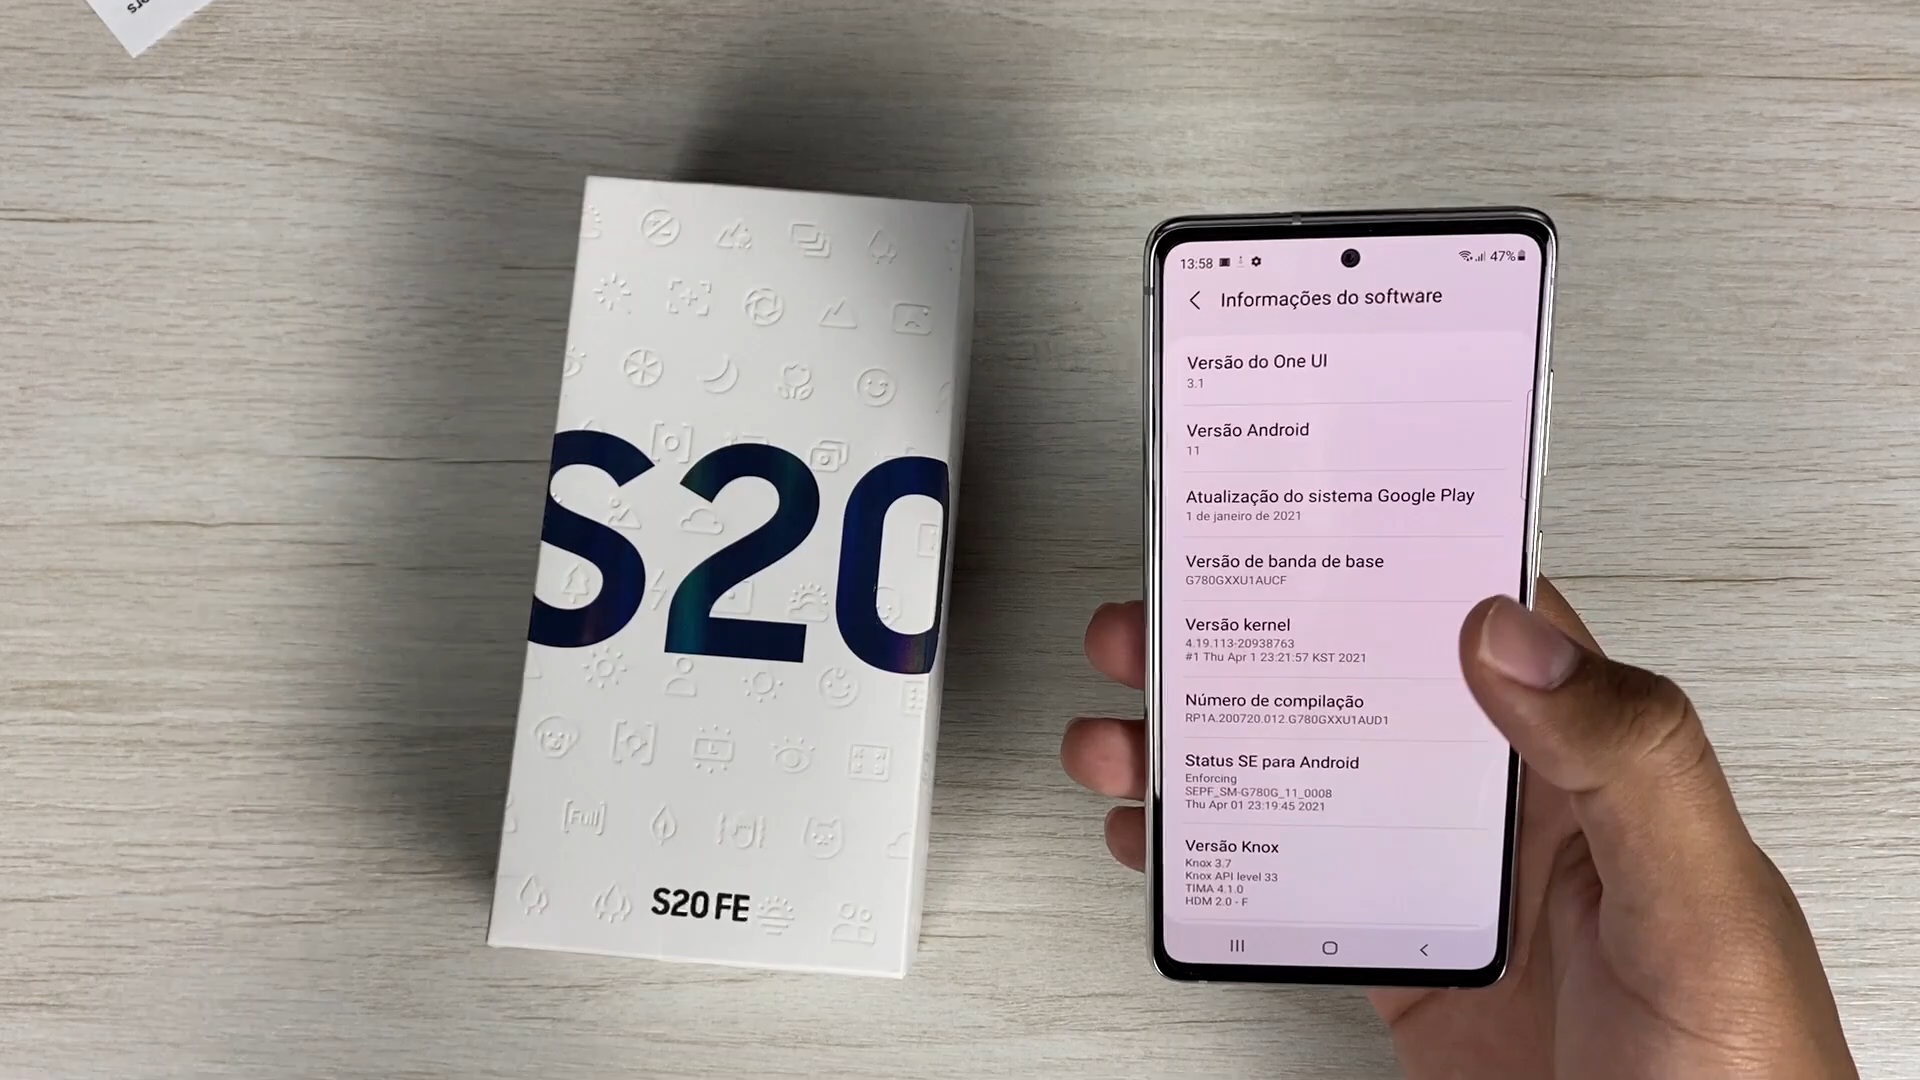 ors
S20
[Full]
S20 FE
13:58
47%
Informações do software
Versão do One UI
3.1
Versão Android
11
Atualização do sistema Google Play
1 de janeiro de 2021
Versão de banda de base
G780GXXU1AUCF
Versão kernel
4.19.113-20938763
#1 Thu Apr 1 23:21:57 KST 2021
Número de compilação
RP1A.200720.012.G780GXXU1AUD1
Status SE para Android
Enforcing
SEPF_SM-G780G_11_0008
Thu Apr 01 23:19:45 2021
Versão Knox
Knox 3.7
Knox API level 33
TIMA 4.1.0
HDM 2.0 - F